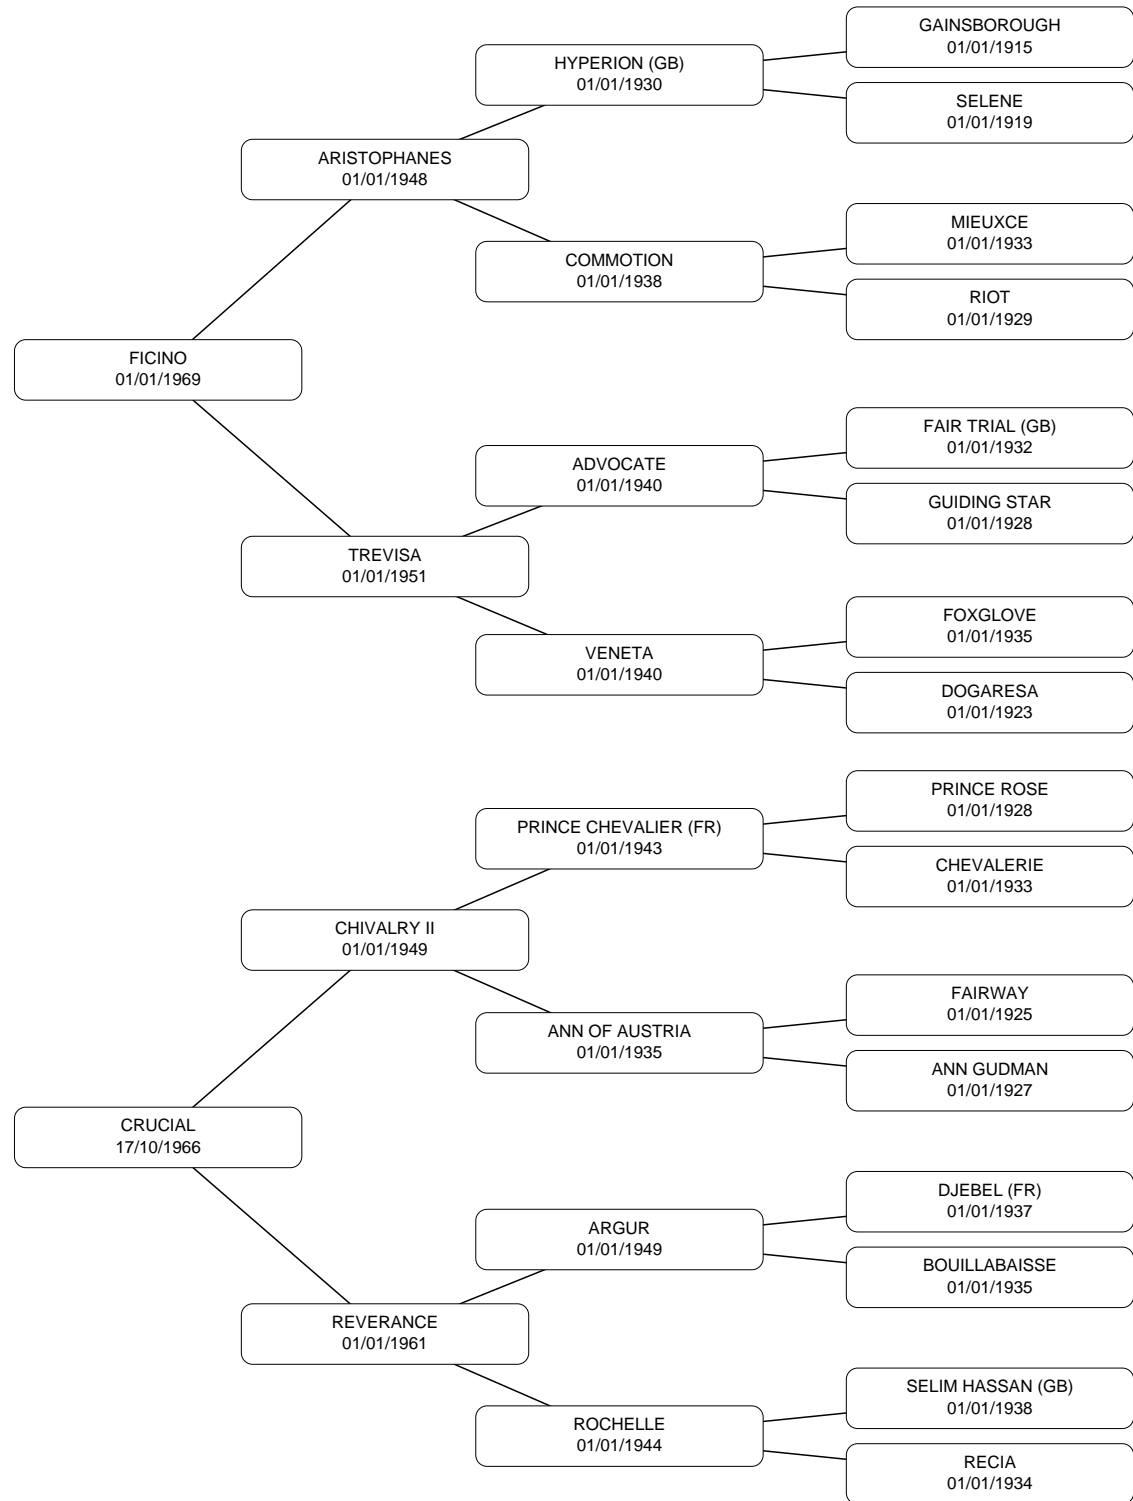 GAINSBOROUGH
01/01/1915
HYPERION (GB)
01/01/1930
SELENE
01/01/1919
ARISTOPHANES
01/01/1948
MIEUXCE
01/01/1933
COMMOTION
01/01/1938
RIOT
01/01/1929
FICINO
01/01/1969
FAIR TRIAL (GB)
01/01/1932
ADVOCATE
01/01/1940
GUIDING STAR
01/01/1928
TREVISA
01/01/1951
FOXGLOVE
01/01/1935
VENETA
01/01/1940
DOGARESA
01/01/1923
PRINCE ROSE
01/01/1928
PRINCE CHEVALIER (FR)
01/01/1943
CHEVALERIE
01/01/1933
CHIVALRY II
01/01/1949
FAIRWAY
01/01/1925
ANN OF AUSTRIA
01/01/1935
ANN GUDMAN
01/01/1927
CRUCIAL
17/10/1966
DJEBEL (FR)
01/01/1937
ARGUR
01/01/1949
BOUILLABAISSE
01/01/1935
REVERANCE
01/01/1961
SELIM HASSAN (GB)
01/01/1938
ROCHELLE
01/01/1944
RECIA
01/01/1934